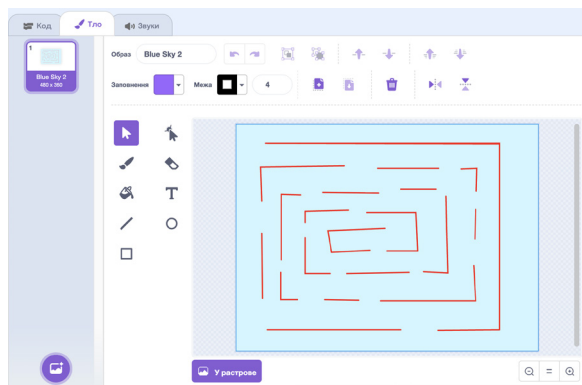 Код
Тло
Звуки
1
Blue Sky 2
480 x 360
Образ
Blue Sky 2
Заповнення
Межа
4
T
У растрове